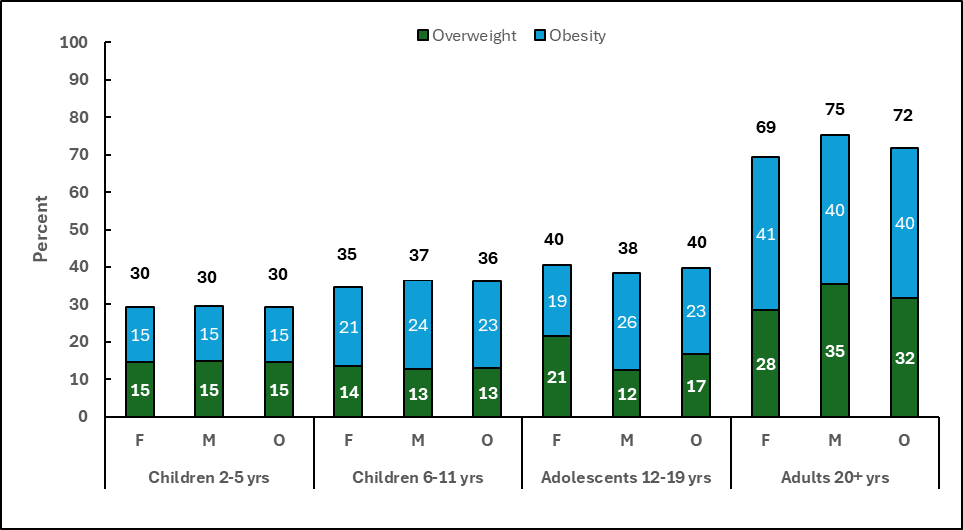 Overweight Obesity
Percent
100
90
80
70
60
50
40
30
20
10
0
30 30 30 35 37 36 40 38 40 69 75 72
15 15 15 21 24 23 19 26 23 41 40 40
15 15 15 14 13 13 21 12 17 28 35 32
F M O F M O F M O F M O
Children 2-5 yrs Children 6-11 yrs Adolescents 12-19 yrs Adults 20+ yrs